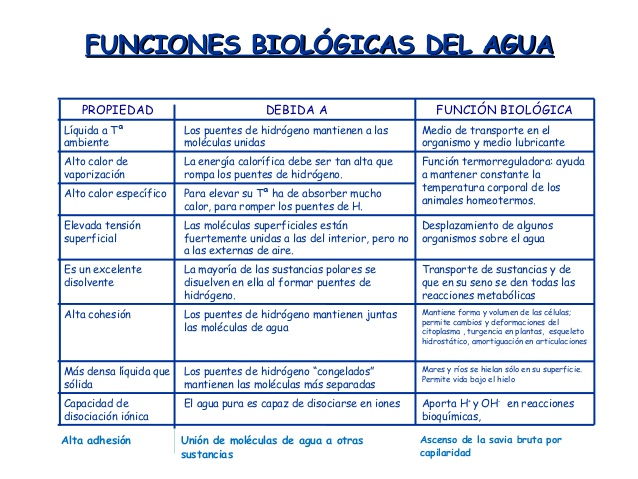 FUNCIONES BIOLÓGICAS DEL AGUA
PROPIEDAD DEBIDA A FUNCIÓN BIOLÓGICA
Líquida a Tª
ambiente
Los puentes de hidrógeno mantienen a las
moléculas unidas
Medio de transporte en el
organismo y medio lubricante
Alto calor de
vaporización
La energía calorífica debe ser tan alta que
rompa los puentes de hidrógeno.
Función termorreguladora: ayuda
a mantener constante la
temperatura corporal de los
animales homeotermos.
Alto calor específico
Para elevar su Tª ha de absorber mucho
calor, para romper los puentes de H.
Elevada tensión
superficial
Las moléculas superficiales están
fuertemente unidas a las del interior, pero no
a las externas de aire.
Desplazamiento de algunos
organismos sobre el agua
Es un excelente
disolvente
La mayoría de las sustancias polares se
disuelven en ella al formar puentes de
hidrógeno.
Transporte de sustancias y de
que en su seno se den todas las
reacciones metabólicas
Alta cohesión
Los puentes de hidrógeno mantienen juntas
las moléculas de agua
Mantiene forma y volumen de las células;
permite cambios y deformaciones del
citoplasma , turgencia en plantas, esqueleto
hidrostático, amortiguación en articulaciones
Más densa líquida que
sólida
Los puentes de hidrógeno “congelados”
mantienen las moléculas más separadas
Mares y ríos se hielan sólo en su superficie.
Permite vida bajo el hielo
Capacidad de
disociación iónica
El agua pura es capaz de disociarse en iones
Aporta H⁺ y OH⁻ en reacciones
bioquímicas,
Alta adhesión
Unión de moléculas de agua a otras
sustancias
Ascenso de la savia bruta por
capilaridad